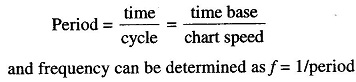 Period = time/cycle = time base/chart speed
and frequency can be determined as f = 1/period